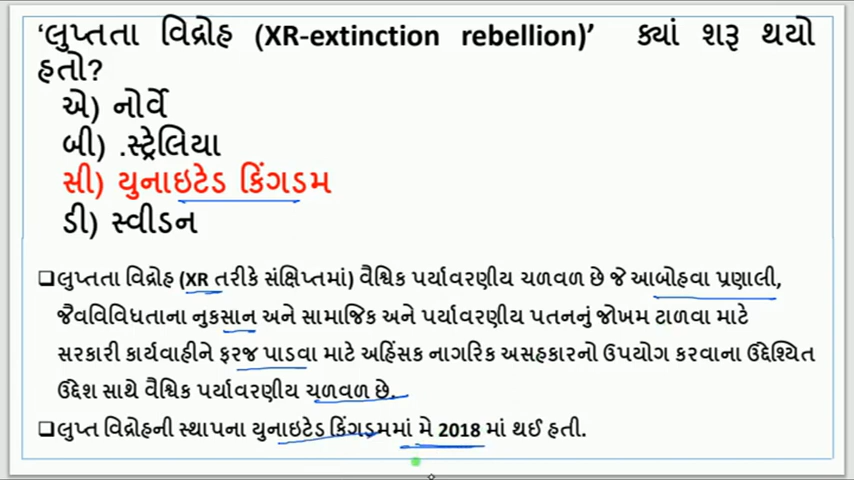 ‘લુપ્તતા વિદ્રોહ (XR-extinction rebellion)’ ક્યાં શરૂ થયો
હતો?
એ) નોર્વે
બી) .સ્ટ્રેલિયા
સી) યુનાઇટેડ કિંગડમ
ડી) સ્વીડન
❑લુપ્તતા વિદ્રોહ (XR તરીકે સંક્ષિપ્તમાં) વૈશ્વિક પર્યાવરણીય ચળવળ છે જે આબોહવા પ્રણાલી,
જૈવવિવિધતાના નુકસાન અને સામાજિક અને પર્યાવરણીય પતનનું જોખમ ટાળવા માટે
સરકારી કાર્યવાહીને ફરજ પાડવા માટે અહિંસક નાગરિક અસહકારનો ઉપયોગ કરવાના ઉદ્દેશ્યિત
ઉદ્દેશ સાથે વૈશ્વિક પર્યાવરણીય ચળવળ છે.
❑લુપ્ત વિદ્રોહની સ્થાપના યુનાઇટેડ કિંગડમમાં મે 2018 માં થઈ હતી.